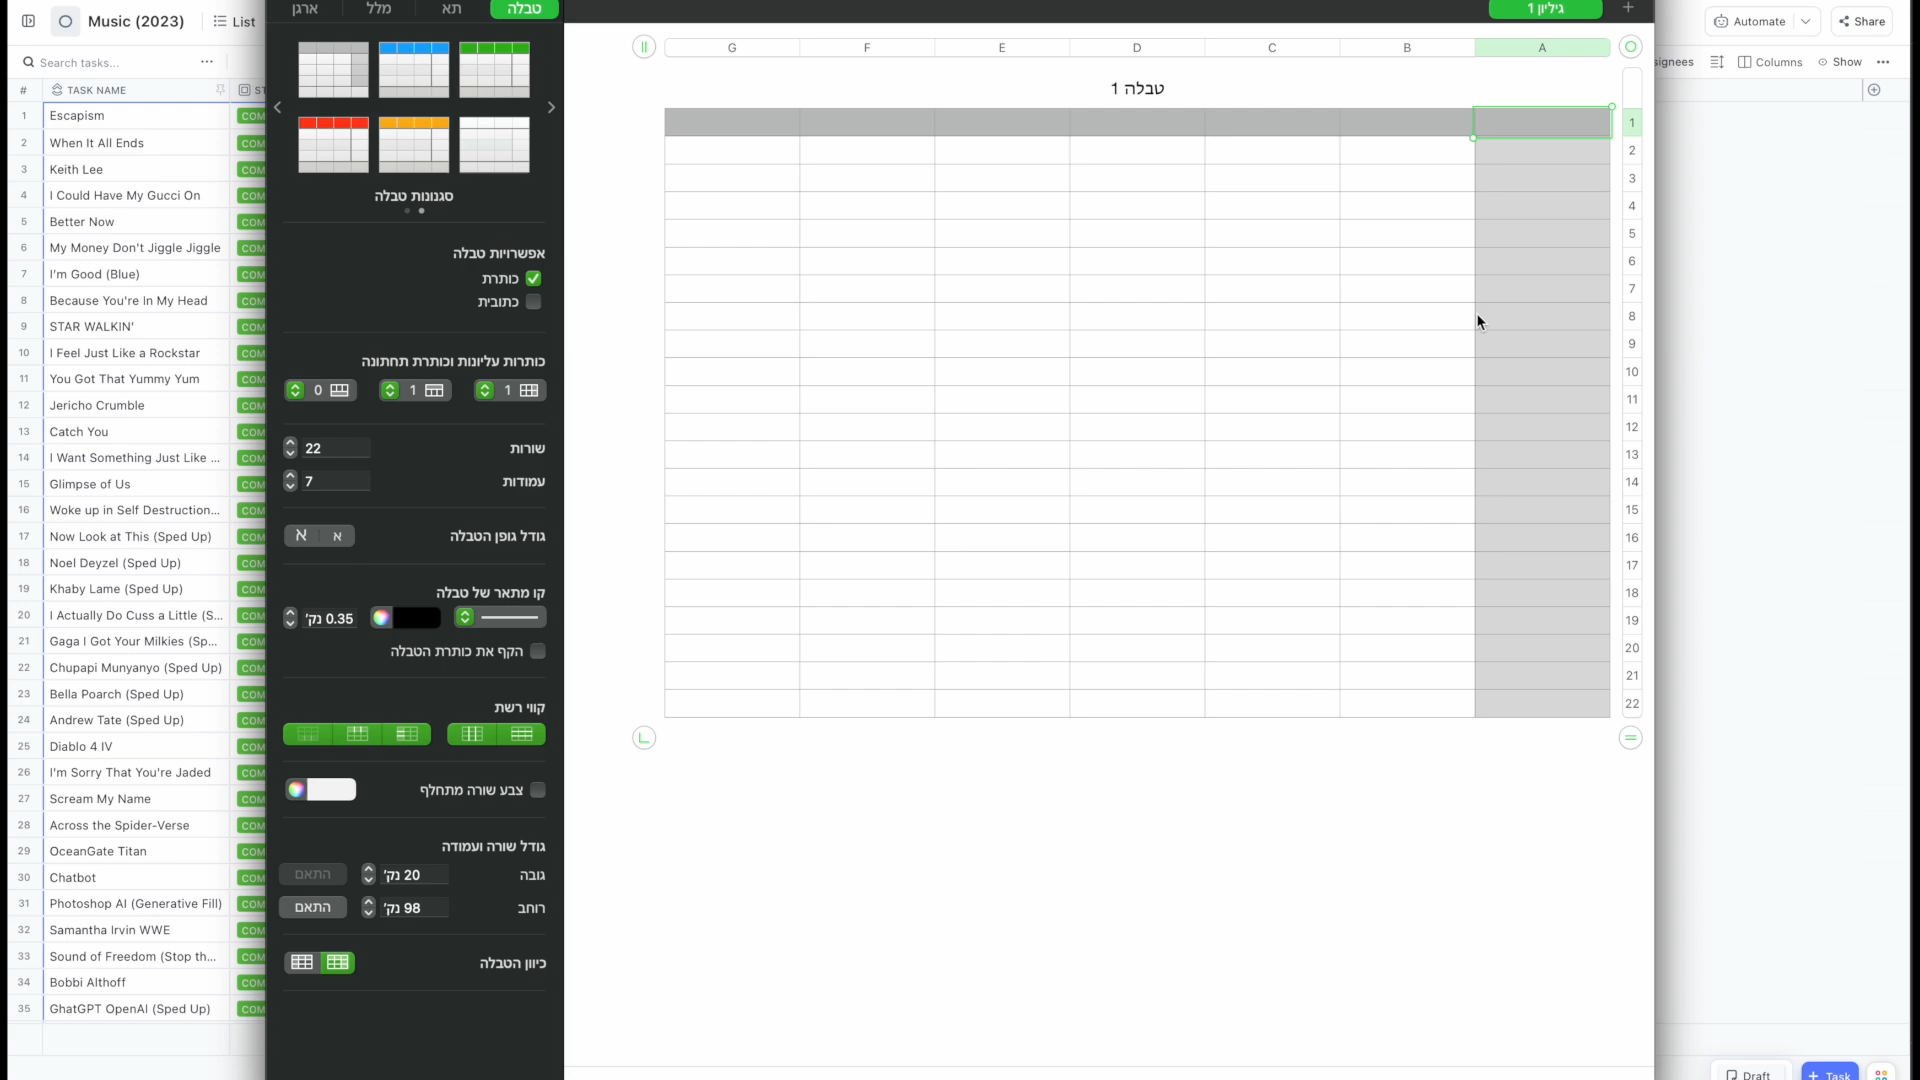 Music (2023)
List
Search tasks...
#
TASK NAME
1 Escapism
2 When It All Ends
3 Keith Lee
4 I Could Have My Gucci On
5 Better Now
6 My Money Don't Jiggle Jiggle
7 I'm Good (Blue)
8 Because You're In My Head
9 STAR WALKIN'
10 I Feel Just Like a Rockstar
11 You Got That Yummy Yum
12 Jericho Crumble
13 Catch You
14 I Want Something Just Like ...
15 Glimpse of Us
16 Woke up in Self Destruction...
17 Now Look at This (Sped Up)
18 Noel Deyzel (Sped Up)
19 Khaby Lame (Sped Up)
20 I Actually Do Cuss a Little (S...
21 Gaga I Got Your Milkies (Sp...
22 Chupapi Munyanyo (Sped Up)
23 Bella Poarch (Sped Up)
24 Andrew Tate (Sped Up)
25 Diablo 4 IV
26 I'm Sorry That You're Jaded
27 Scream My Name
28 Across the Spider-Verse
29 OceanGate Titan
30 Chatbot
31 Photoshop AI (Generative Fill)
32 Samantha Irvin WWE
33 Sound of Freedom (Stop th...
34 Bobbi Althoff
35 GhatGPT OpenAI (Sped Up)
טבלה תא מלל ארגן
סגנונות טבלה
אפשרויות טבלה
כותרת
כתובית
כותרות עליונות וכותרת תחתונה
1 1 0
שורות 22
עמודות 7
גודל גופן הטבלה א א
קו מתאר של טבלה
0.35 נק׳
הקף את כותרת הטבלה
קווי רשת
צבע שורה מתחלף
גודל שורה ועמודה
גובה 20 נק׳ התאם
רוחב 98 נק׳ התאם
כיוון הטבלה
גיליון 1
G F E D C B A
טבלה 1
1
2
3
4
5
6
7
8
9
10
11
12
13
14
15
16
17
18
19
20
21
22
Automate
Share
signees
Columns
Show
Draft
+ Task